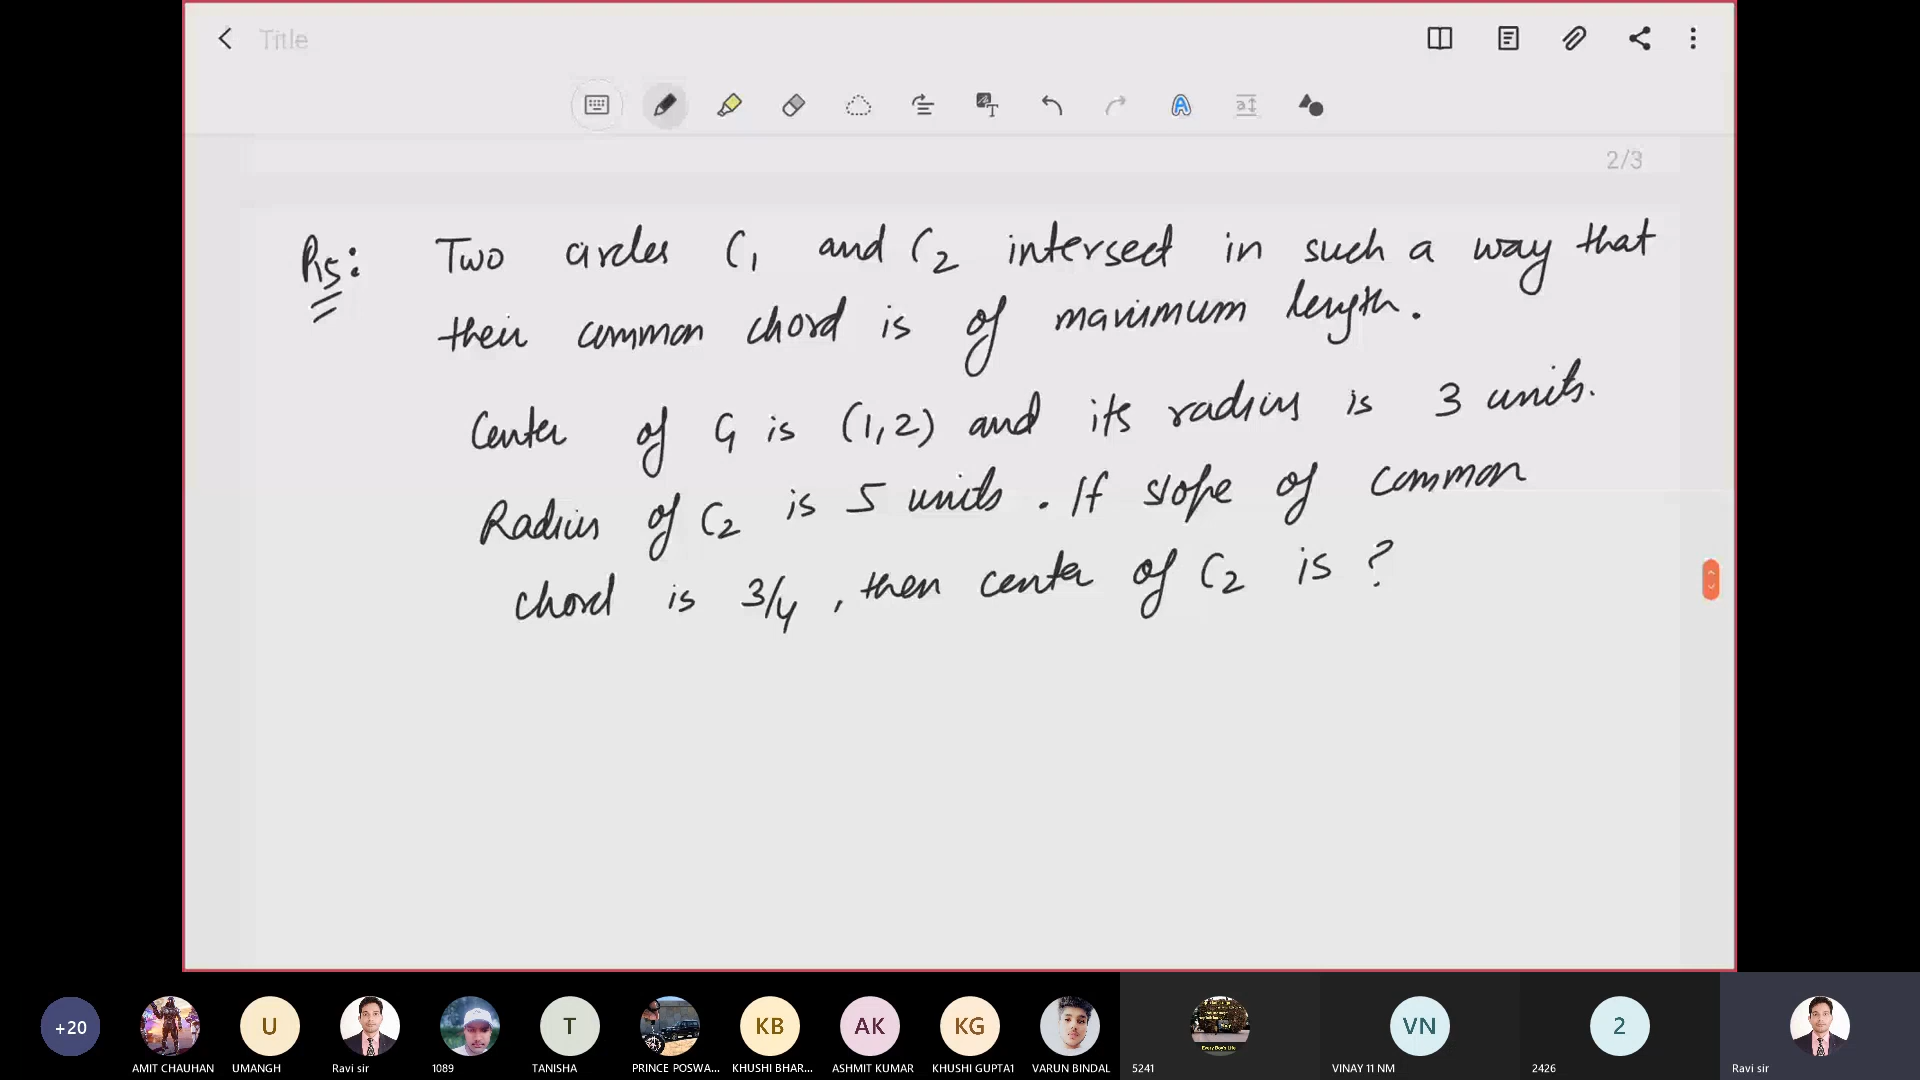 Title
2/3
P15: Two circles C1 and C2 intersect in such a way that
their common chord is of maximum length.
Center of C1 is (1,2) and its radius is 3 units.
Radius of C2 is 5 units. If slope of common
chord is 3/4, then center of C2 is ?
+20
U
T
KB
AK
KG
VN
2
AMIT CHAUHAN
UMANGH
Ravi sir
1089
TANISHA
PRINCE POSWA...
KHUSHI BHAR...
ASHMIT KUMAR
KHUSHI GUPTA1
VARUN BINDAL
5241
VINAY 11 NM
2426
Ravi sir